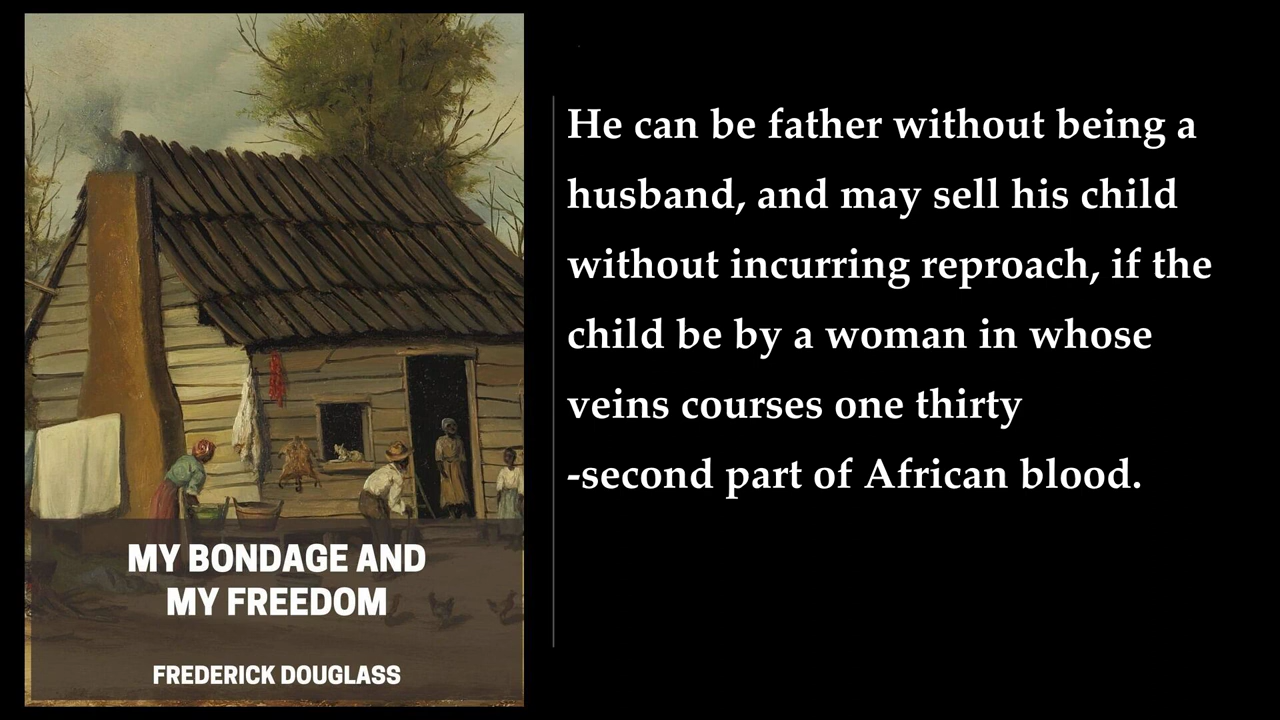 MY BONDAGE AND
MY FREEDOM
FREDERICK DOUGLASS
He can be father without being a
husband, and may sell his child
without incurring reproach, if the
child be by a woman in whose
veins courses one thirty
-second part of African blood.